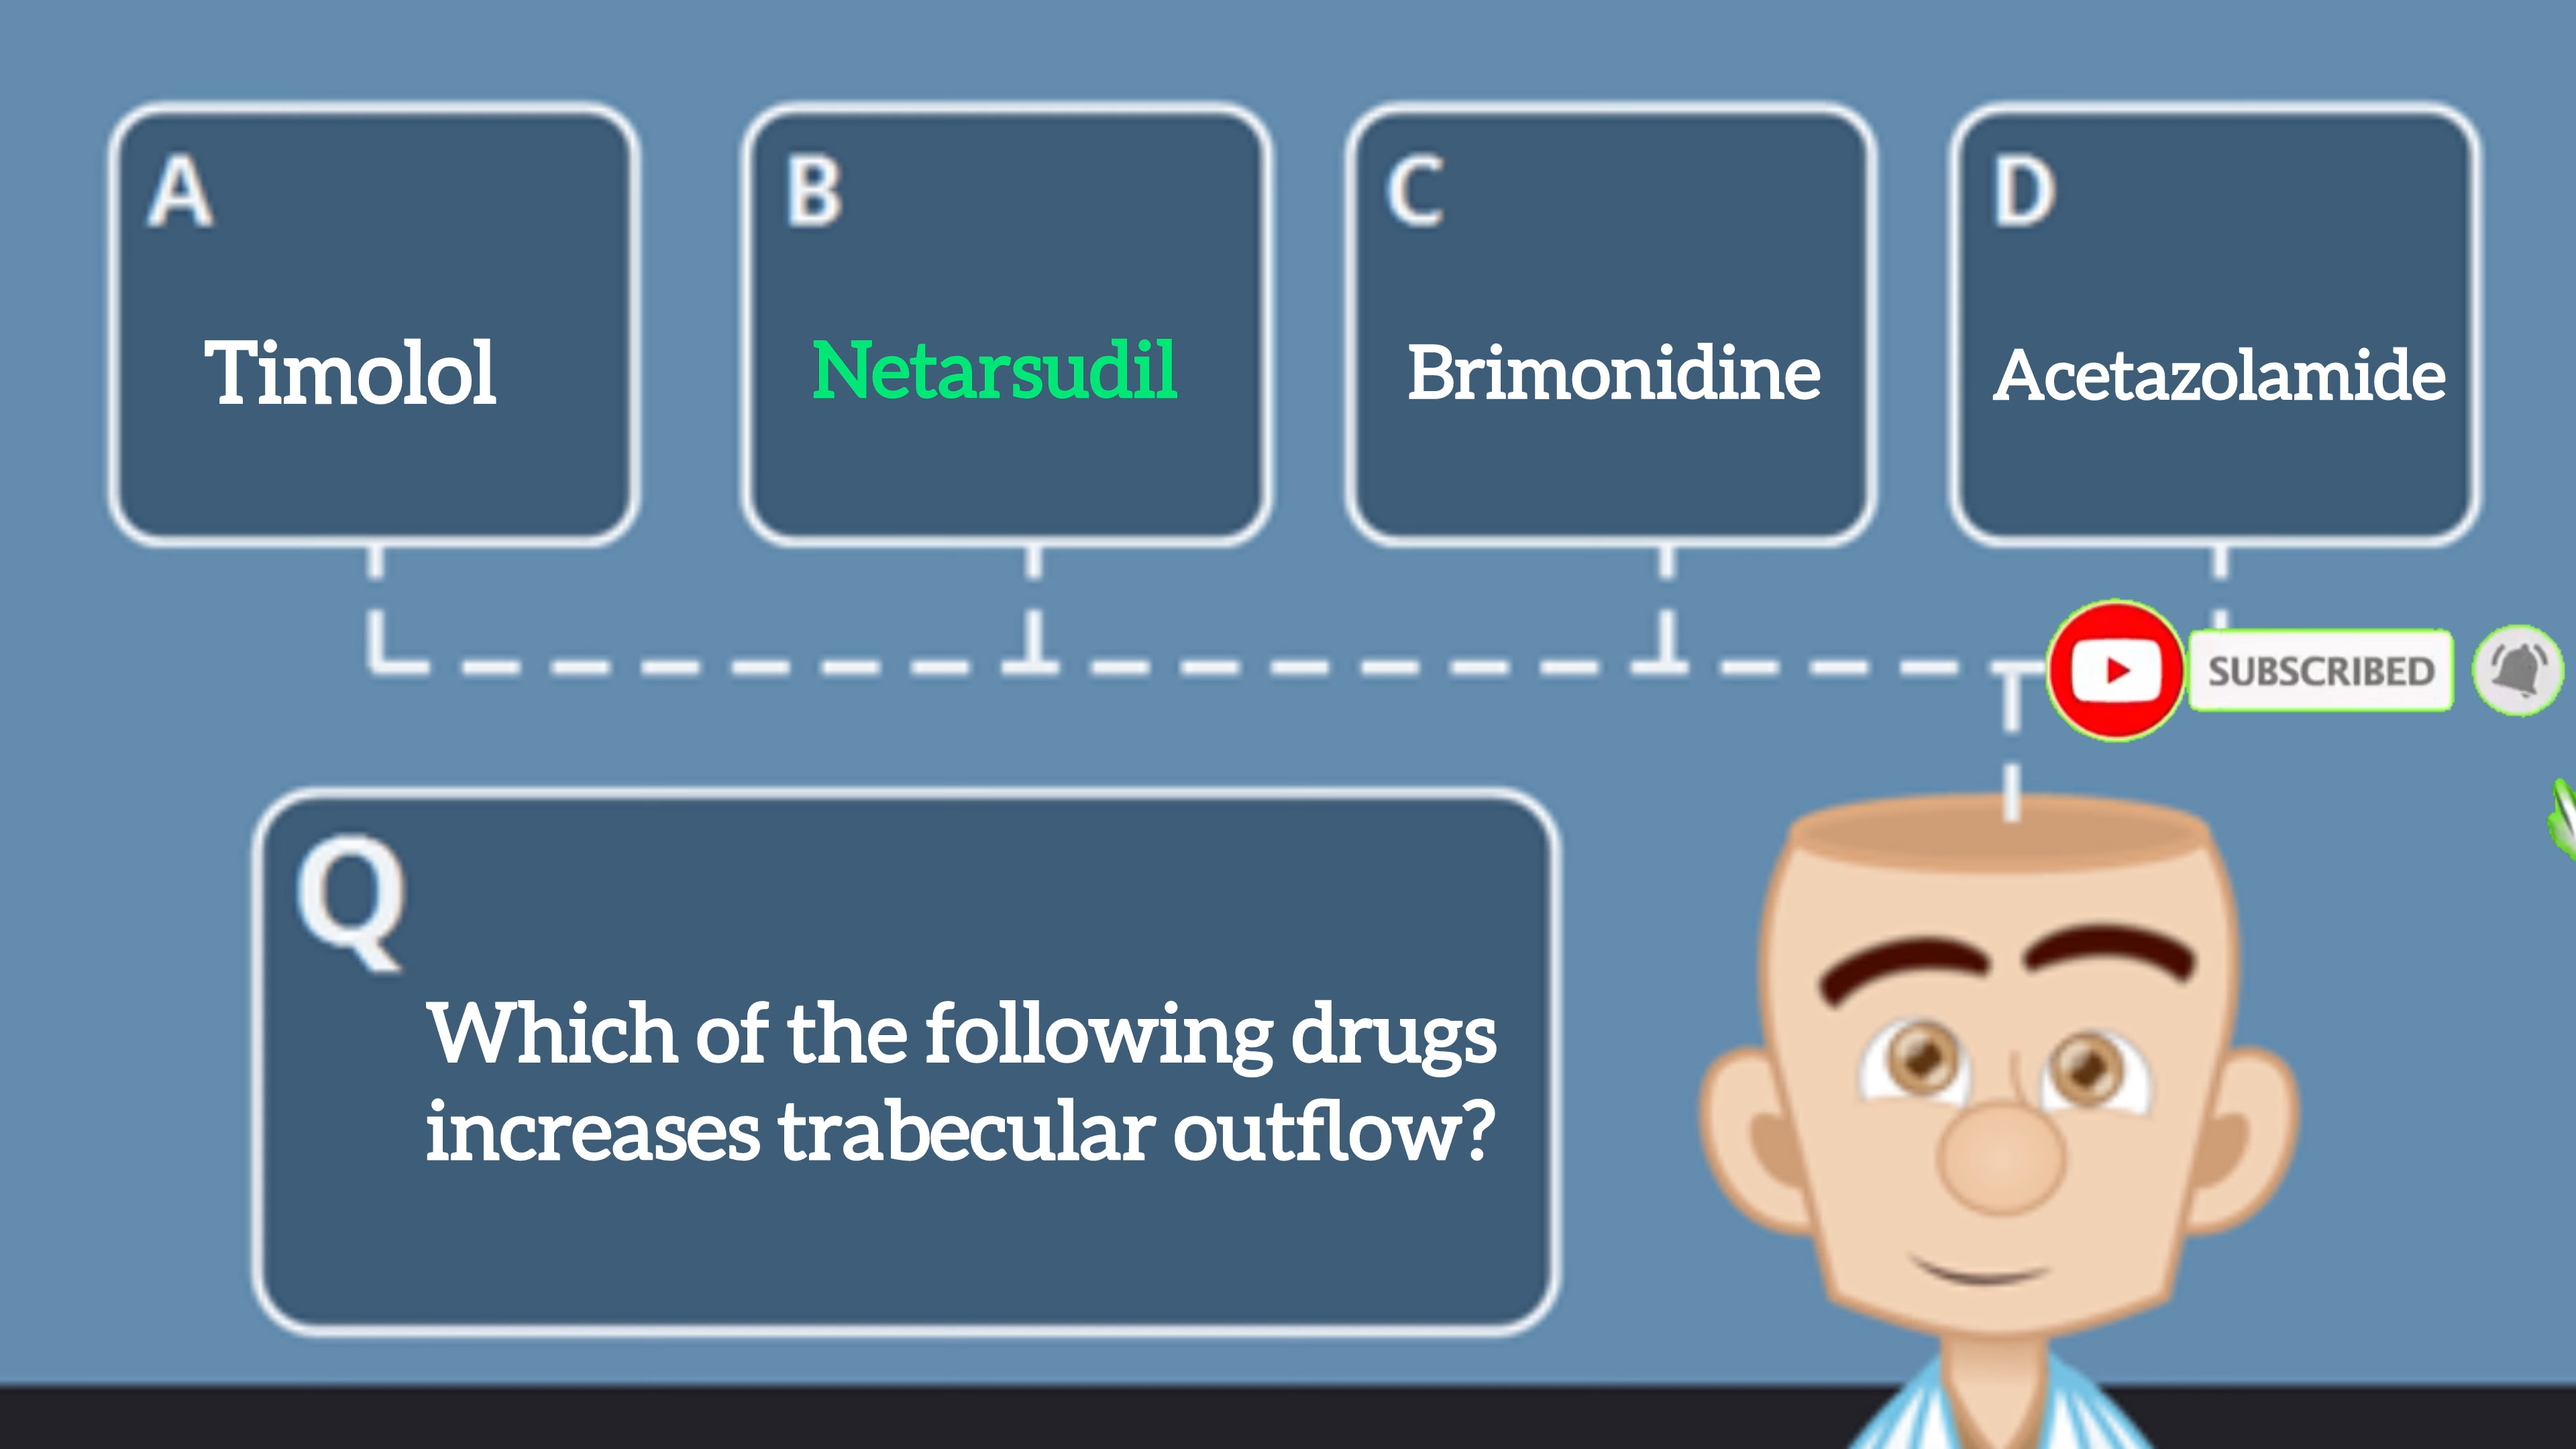 A
B
C
D
Timolol
Netarsudil
Brimonidine
Acetazolamide
SUBSCRIBED
Q
Which of the following drugs
increases trabecular outflow?